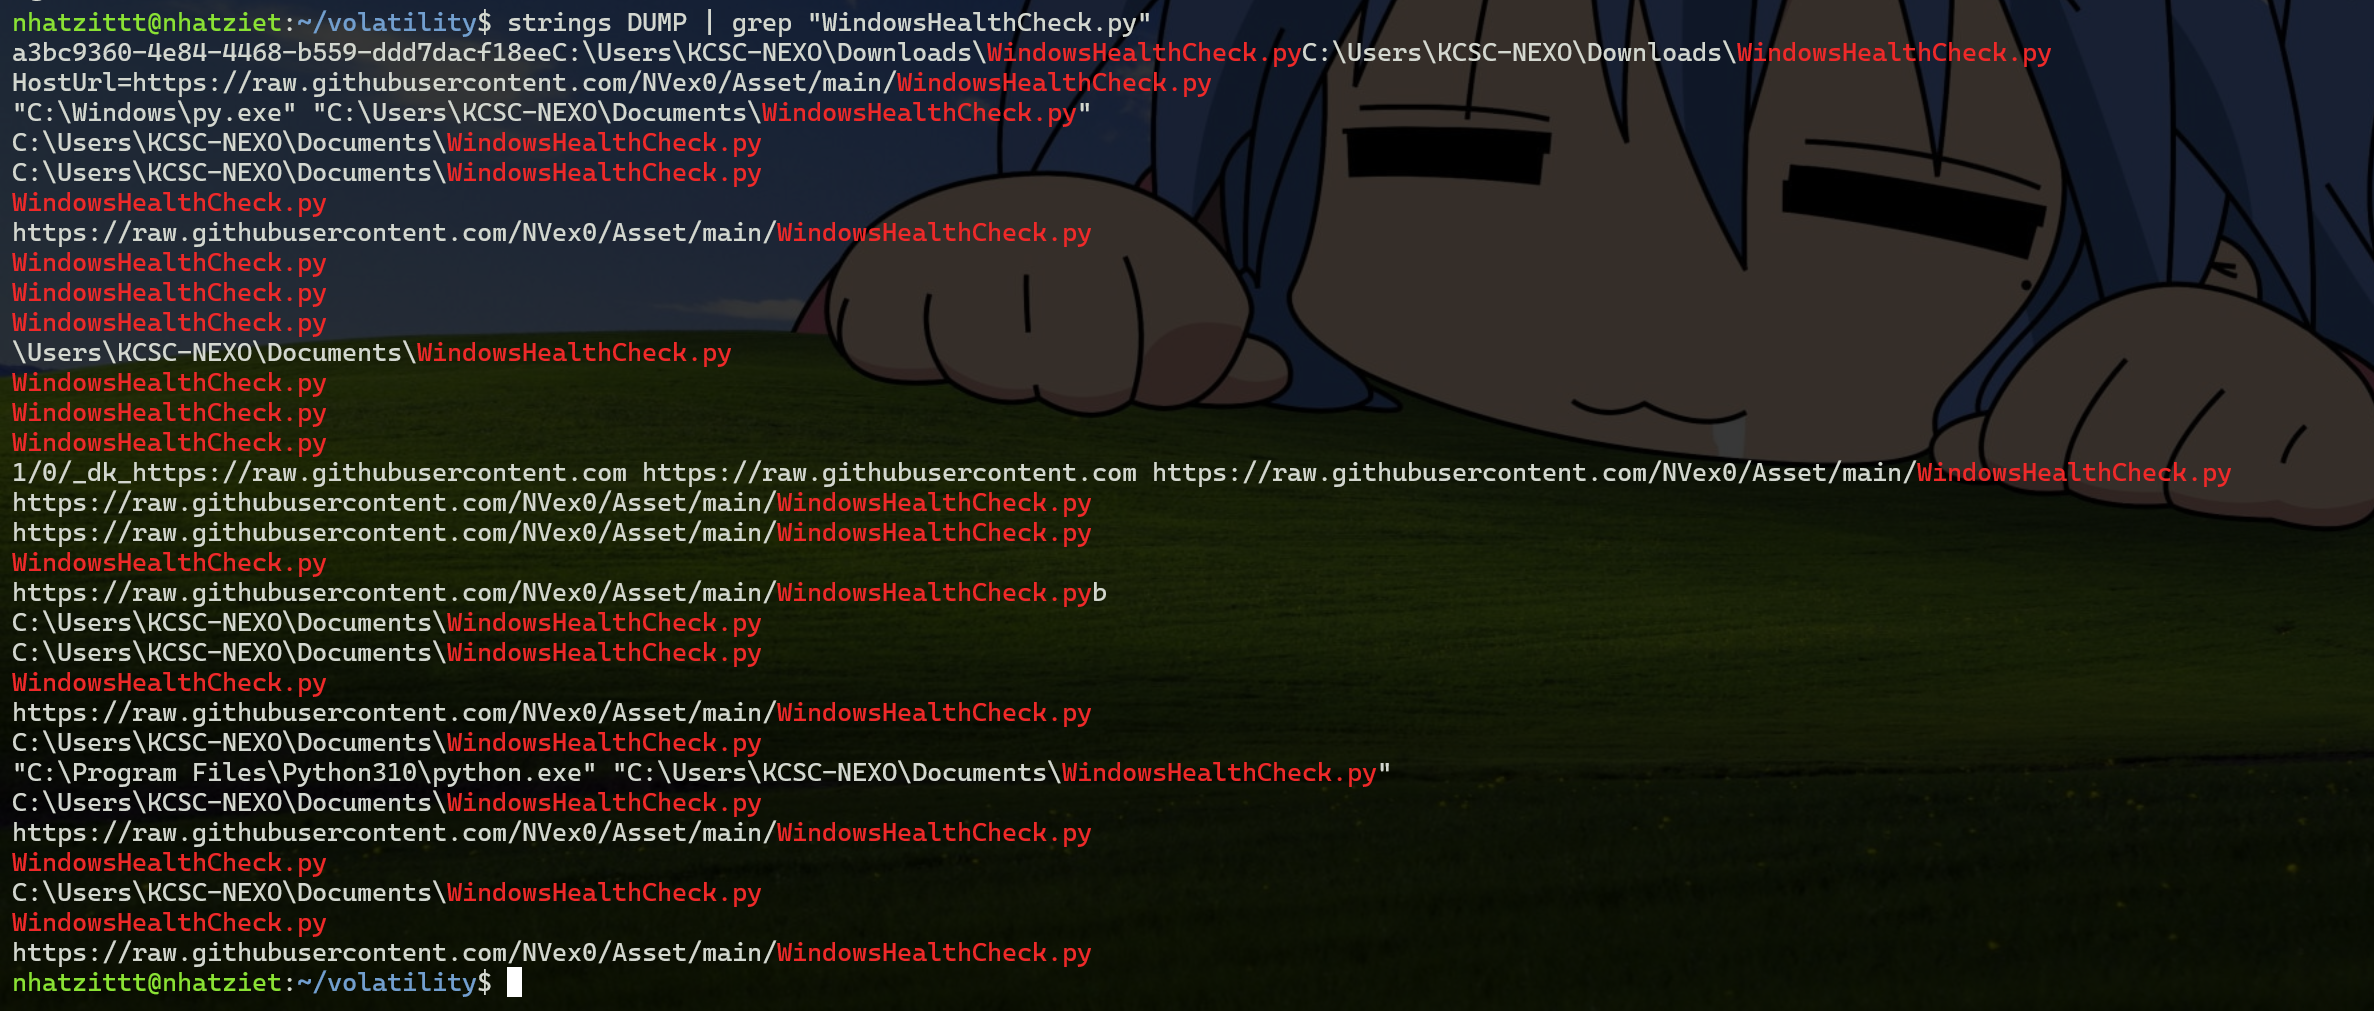 nhatzittt@nhatziet:~/volatility$ strings DUMP | grep "WindowsHealthCheck.py"
a3bc9360-4e84-4468-b559-ddd7dacf18eeC:\Users\KCSC-NEXO\Downloads\WindowsHealthCheck.pyC:\Users\KCSC-NEXO\Downloads\WindowsHealthCheck.py
HostUrl=https://raw.githubusercontent.com/NVex0/Asset/main/WindowsHealthCheck.py
"C:\Windows\py.exe" "C:\Users\KCSC-NEXO\Documents\WindowsHealthCheck.py"
C:\Users\KCSC-NEXO\Documents\WindowsHealthCheck.py
C:\Users\KCSC-NEXO\Documents\WindowsHealthCheck.py
WindowsHealthCheck.py
https://raw.githubusercontent.com/NVex0/Asset/main/WindowsHealthCheck.py
WindowsHealthCheck.py
WindowsHealthCheck.py
WindowsHealthCheck.py
\Users\KCSC-NEXO\Documents\WindowsHealthCheck.py
WindowsHealthCheck.py
WindowsHealthCheck.py
WindowsHealthCheck.py
1/0/_dk_https://raw.githubusercontent.com https://raw.githubusercontent.com https://raw.githubusercontent.com/NVex0/Asset/main/WindowsHealthCheck.py
https://raw.githubusercontent.com/NVex0/Asset/main/WindowsHealthCheck.py
https://raw.githubusercontent.com/NVex0/Asset/main/WindowsHealthCheck.py
WindowsHealthCheck.py
https://raw.githubusercontent.com/NVex0/Asset/main/WindowsHealthCheck.pyb
C:\Users\KCSC-NEXO\Documents\WindowsHealthCheck.py
C:\Users\KCSC-NEXO\Documents\WindowsHealthCheck.py
WindowsHealthCheck.py
https://raw.githubusercontent.com/NVex0/Asset/main/WindowsHealthCheck.py
C:\Users\KCSC-NEXO\Documents\WindowsHealthCheck.py
"C:\Program Files\Python310\python.exe" "C:\Users\KCSC-NEXO\Documents\WindowsHealthCheck.py"
C:\Users\KCSC-NEXO\Documents\WindowsHealthCheck.py
https://raw.githubusercontent.com/NVex0/Asset/main/WindowsHealthCheck.py
WindowsHealthCheck.py
C:\Users\KCSC-NEXO\Documents\WindowsHealthCheck.py
WindowsHealthCheck.py
https://raw.githubusercontent.com/NVex0/Asset/main/WindowsHealthCheck.py
nhatzittt@nhatziet:~/volatility$